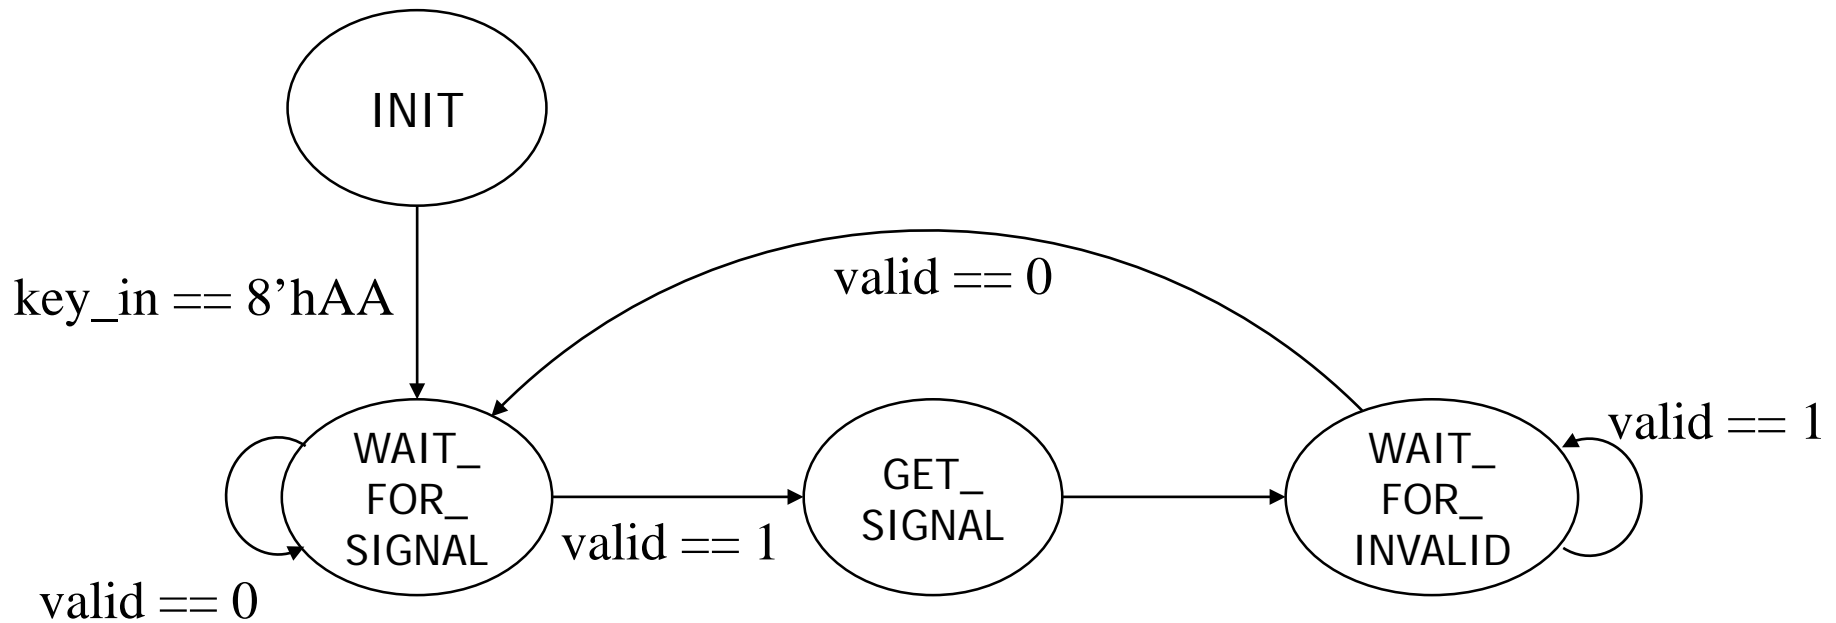 INIT
key_in == 8’hAA
valid == 0
valid == 1
WAIT_
FOR_
SIGNAL
valid == 0
valid == 1
GET_
SIGNAL
WAIT_
FOR_
INVALID